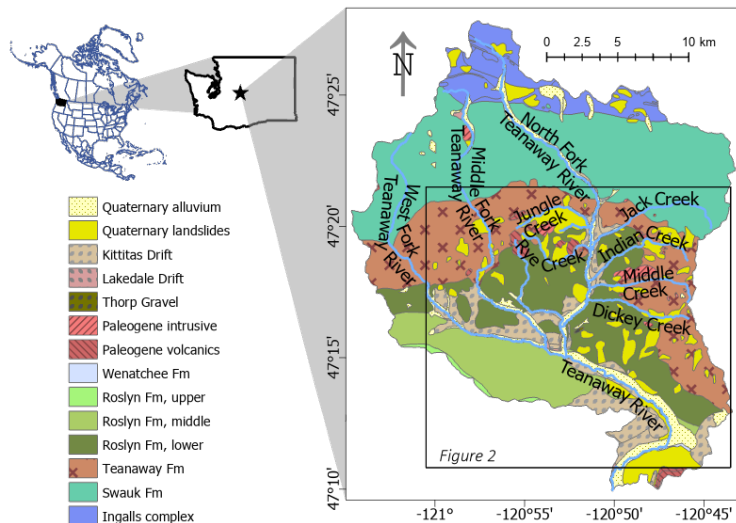 0 2.5 5 10 km
N
47°25'
47°20'
47°15'
47°10'
-121°
-120°55'
-120°50'
-120°45'
North Fork
Teanaway River
Middle Fork
Teanaway River
West Fork
Teanaway River
Jungle
Creek
Rye Creek
Jack Creek
Indian Creek
Middle
Creek
Dickey Creek
Teanaway River
Figure 2
Quaternary alluvium
Quaternary landslides
Kittitas Drift
Lakedale Drift
Thorp Gravel
Paleogene intrusive
Paleogene volcanics
Wenatchee Fm
Roslyn Fm, upper
Roslyn Fm, middle
Roslyn Fm, lower
Teanaway Fm
Swauk Fm
Ingalls complex